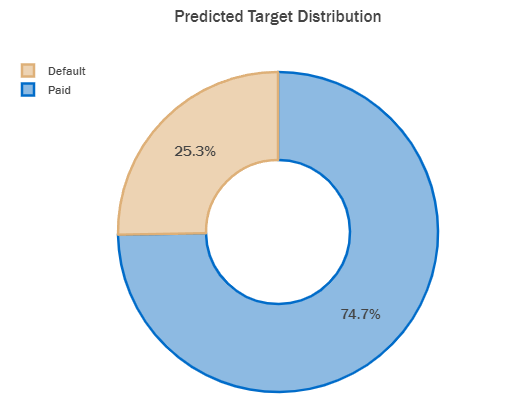 Predicted Target Distribution
Default
Paid
25.3%
74.7%